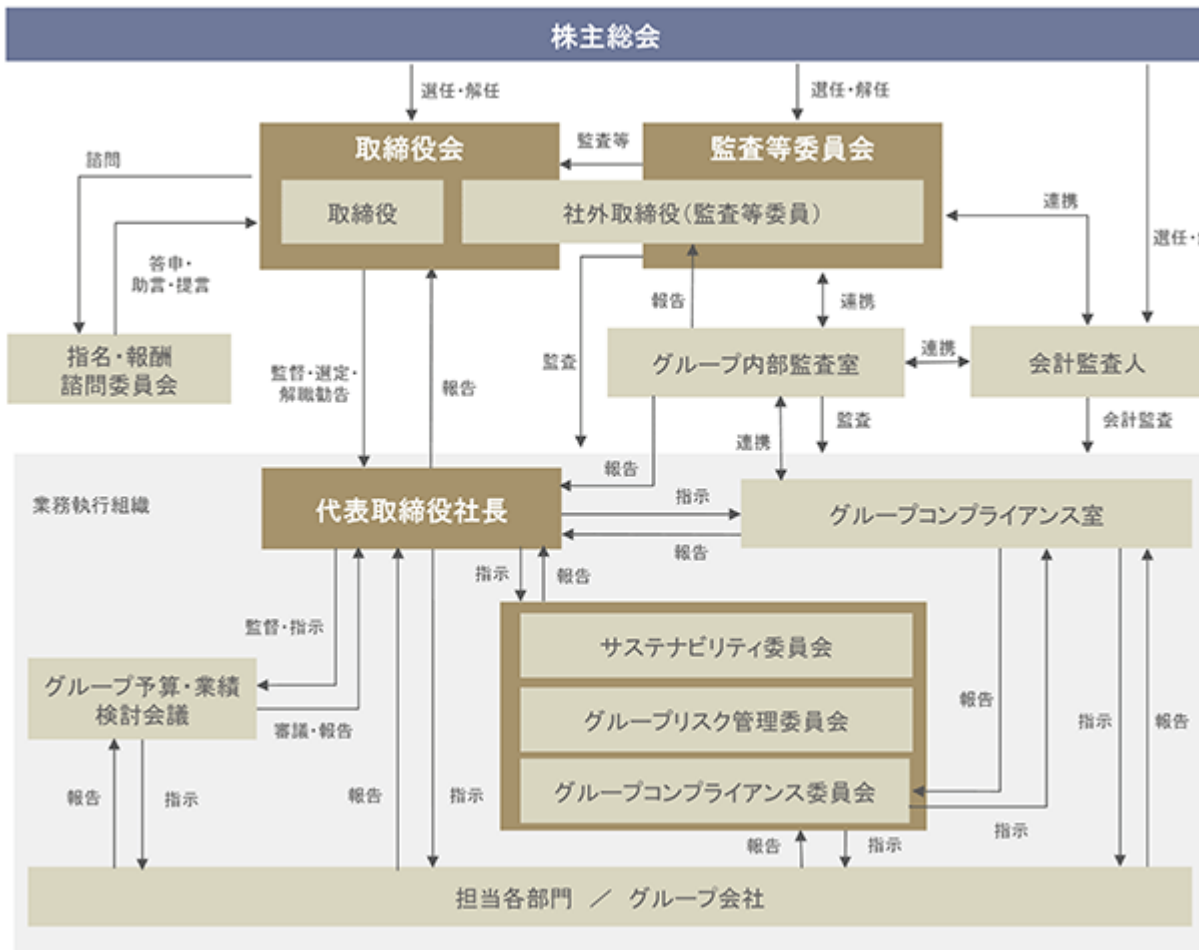 株主総会
選任・解任
選任・解任
取締役会
監査等
監査等委員会
諮問
取締役
社外取締役(監査等委員)
連携
選任・
答申・
助言・提言
報告
連携
指名・報酬
諮問委員会
監督・選定・
解職勧告
報告
監査
グループ内部監査室
連携
会計監査人
連携
監査
会計監査
業務執行組織
代表取締役社長
報告
指示
報告
グループコンプライアンス室
指示
報告
監督・指示
サステナビリティ委員会
グループ予算・業績
検討会議
審議・報告
グループリスク管理委員会
報告
指示
報告
報告
指示
報告
指示
グループコンプライアンス委員会
指示
報告
指示
担当各部門 ／ グループ会社